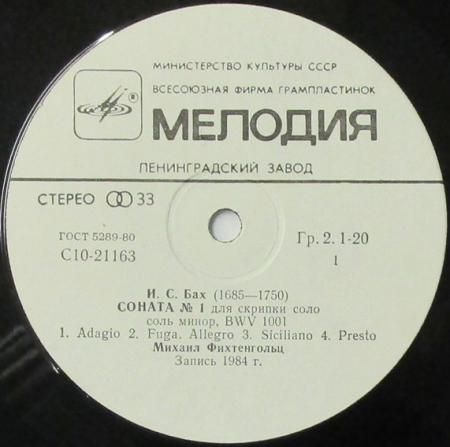 МИНИСТЕРСТВО КУЛЬТУРЫ СССР
ВСЕСОЮЗНАЯ ФИРМА ГРАМПЛАСТИНОК
МЕЛОДИЯ
ЛЕНИНГРАДСКИЙ ЗАВОД
СТЕРЕО 33
ГОСТ 5289-80
С10-21163
Гр. 2. 1-20
1
И. С. Бах (1685—1750)
СОНАТА № 1 для скрипки соло
соль минор, BWV 1001
1. Adagio 2. Fuga. Allegro 3. Siciliano 4. Presto
Михаил Фихтенгольц
Запись 1984 г.